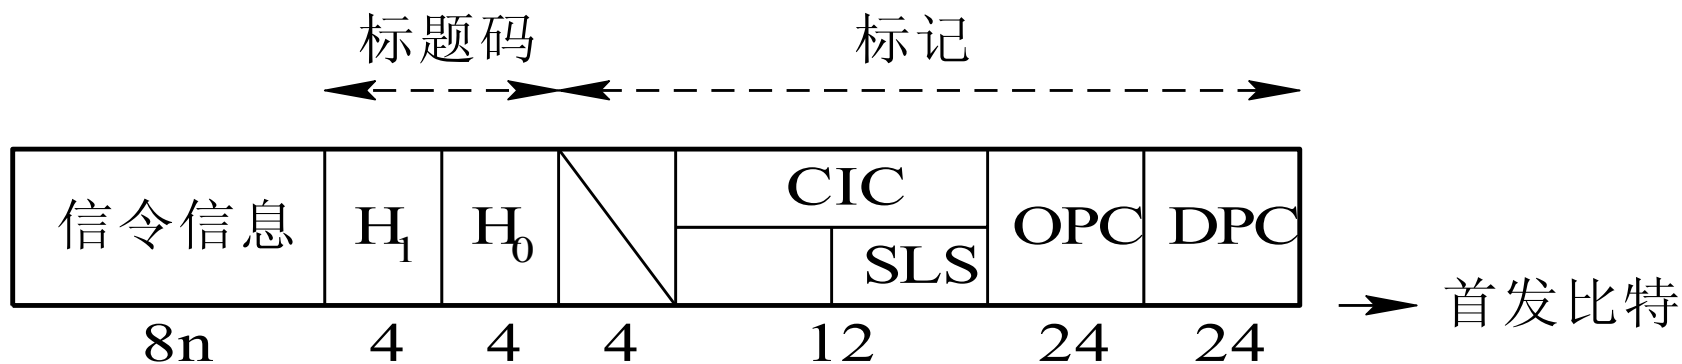 标题码 标记
信令信息 H1 H0 CIC SLS OPC DPC
首发比特
8n 4 4 4 12 24 24